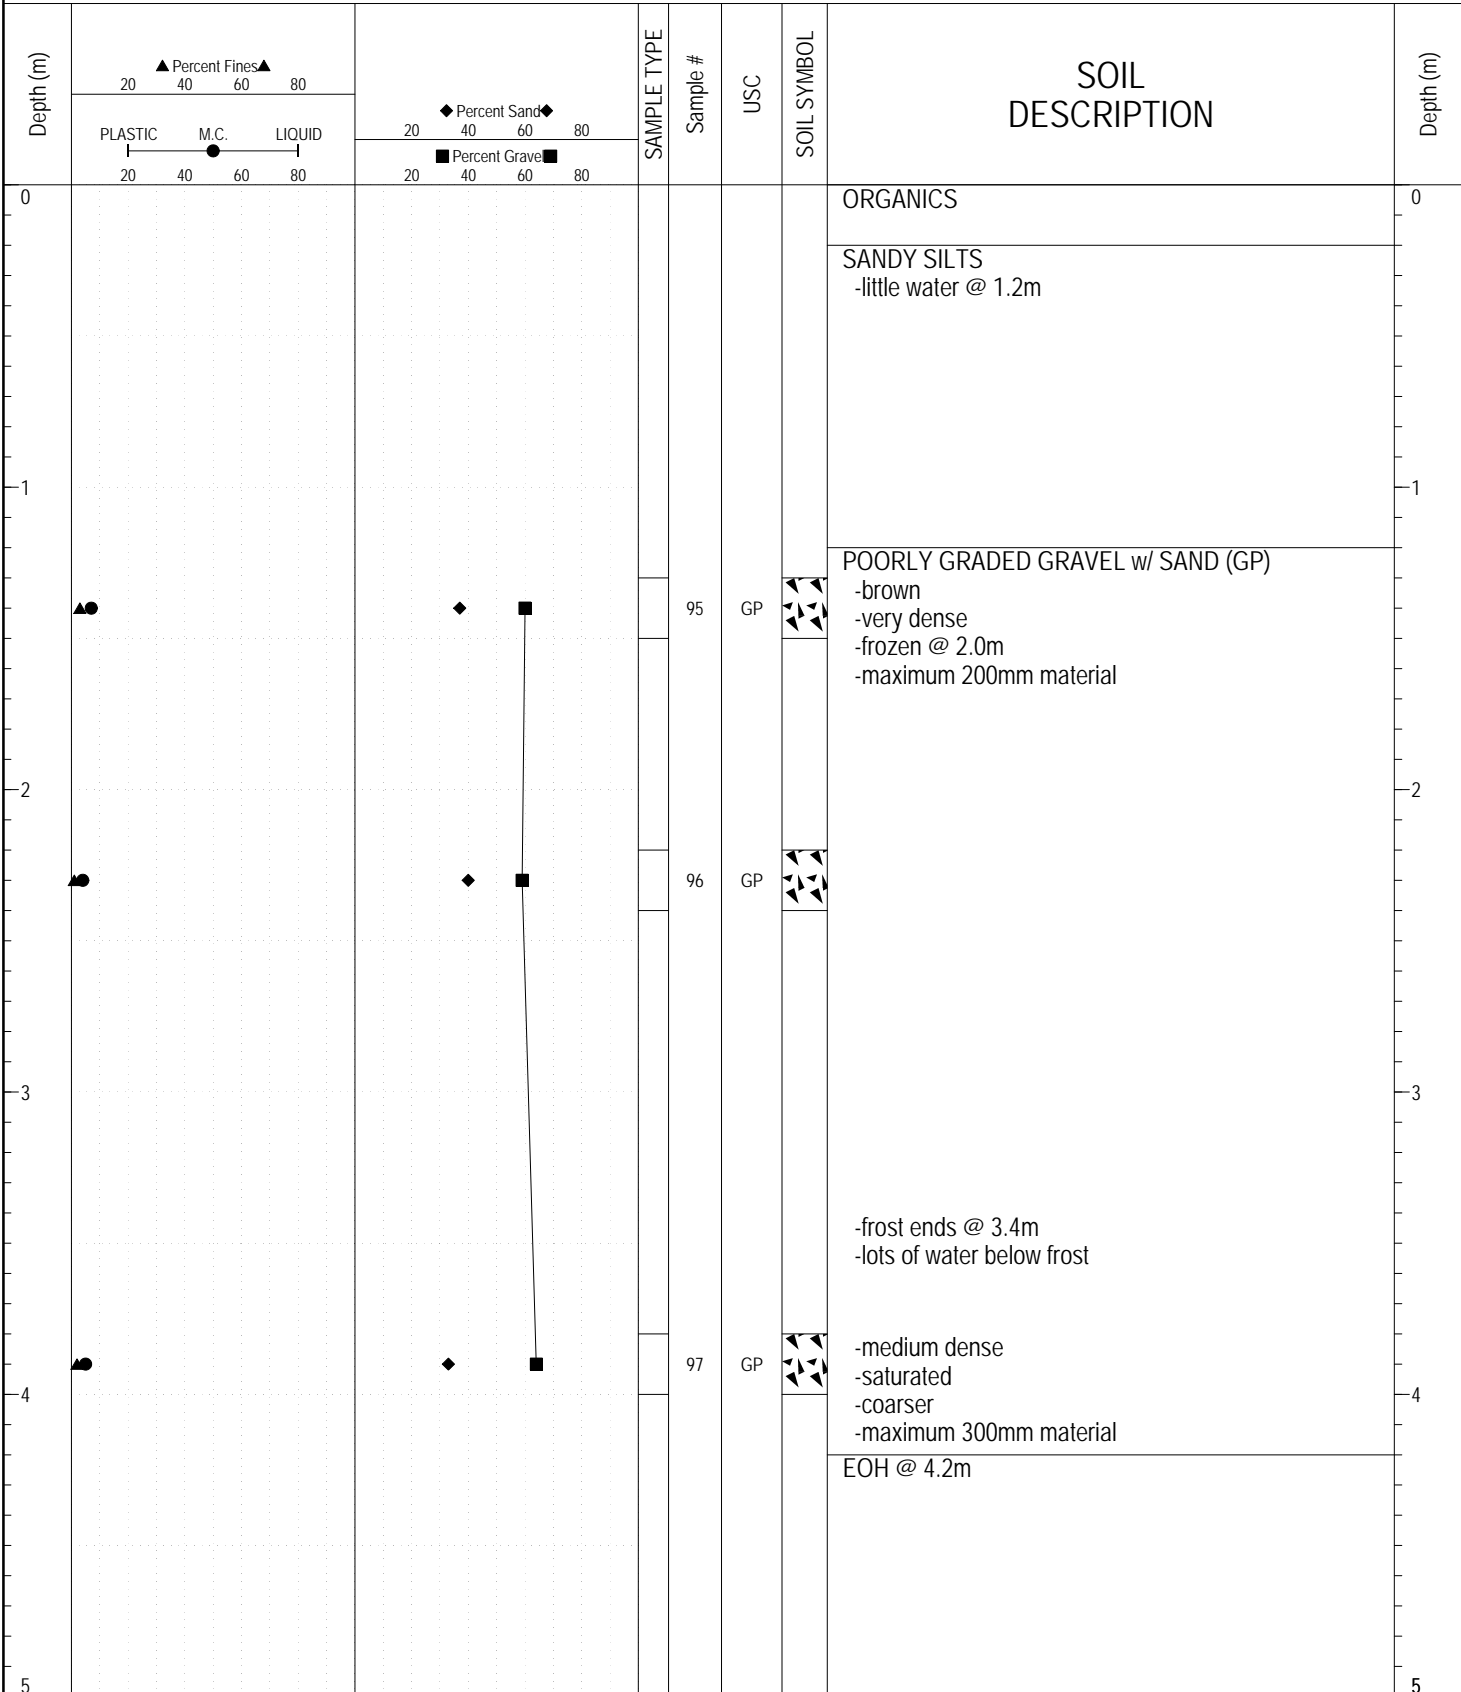 Depth (m)
▲ Percent Fines ▲
20 40 60 80
PLASTIC M.C. LIQUID
20 40 60 80
◆ Percent Sand ◆
20 40 60 80
■ Percent Gravel ■
20 40 60 80
SAMPLE TYPE
Sample #
USC
SOIL SYMBOL
SOIL
DESCRIPTION
Depth (m)
0 ORGANICS 0
SANDY SILTS
-little water @ 1.2m
1 1
POORLY GRADED GRAVEL w/ SAND (GP)
-brown
95 GP
-very dense
-frozen @ 2.0m
-maximum 200mm material
2 2
96 GP
3 3
-frost ends @ 3.4m
-lots of water below frost
-medium dense
97 GP
-saturated
4 4
-coarser
-maximum 300mm material
EOH @ 4.2m
5 5